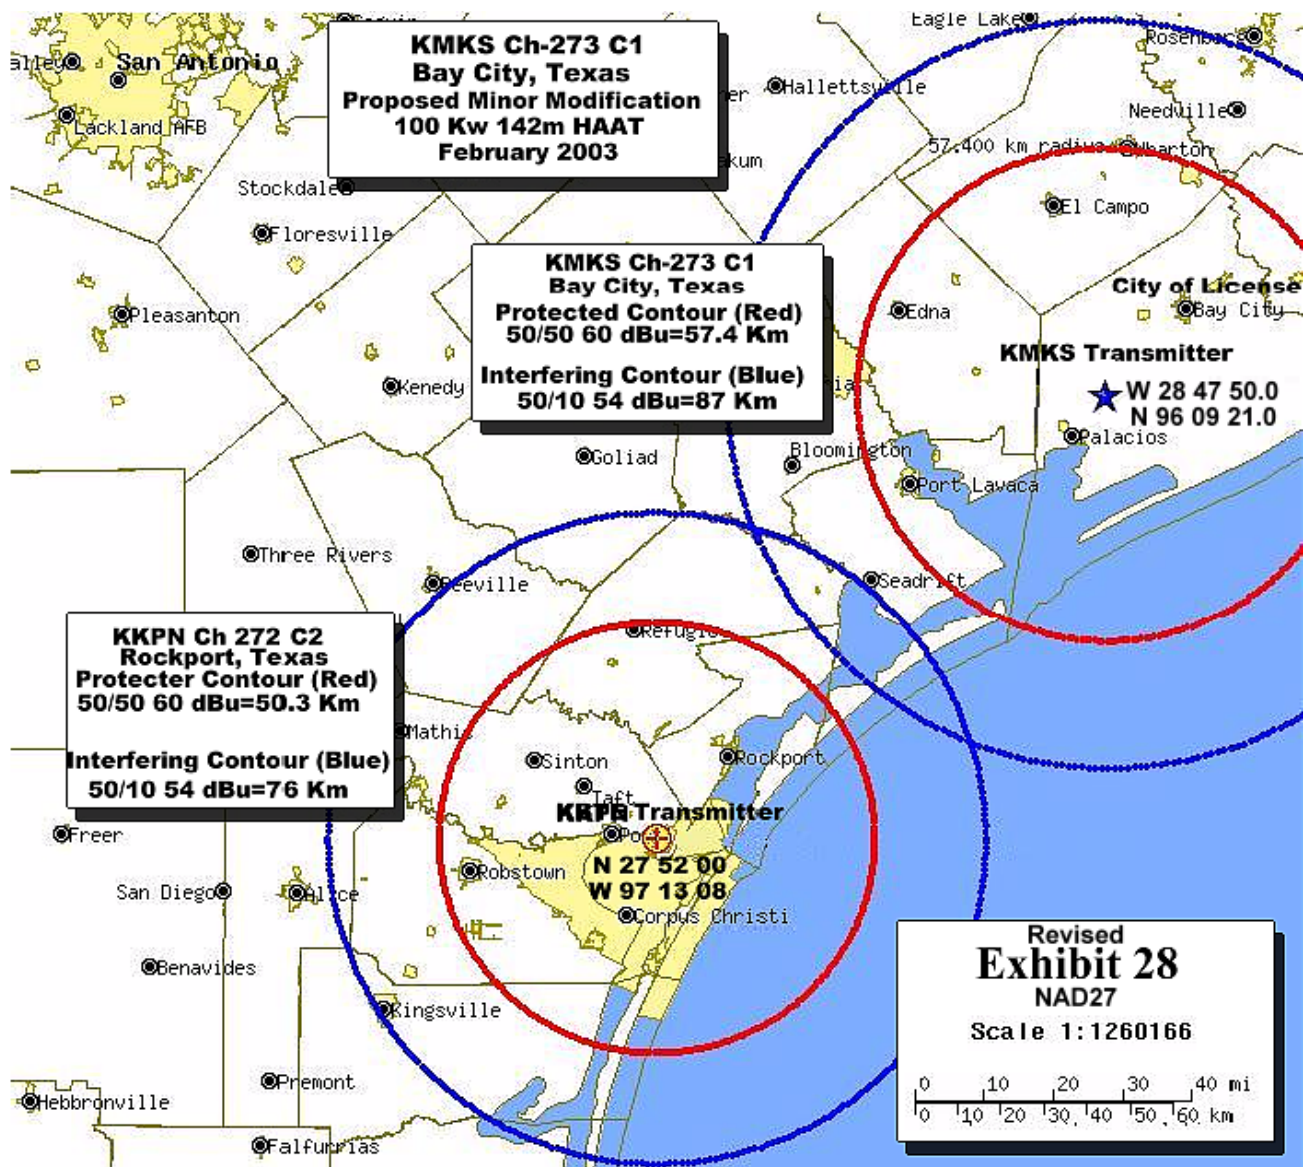 Eagle Lake
Rosenberg
San Antonio
Lackland AFB
KMKS Ch-273 C1
Bay City, Texas
Proposed Minor Modification
100 Kw 142m HAAT
February 2003
Hallettsville
Needville
57.400 km radius
Wharton
Stockdale
El Campo
Floresville
KMKS Ch-273 C1
Bay City, Texas
Protected Contour (Red)
50/50 60 dBu=57.4 Km
Interfering Contour (Blue)
50/10 54 dBu=87 Km
City of License
Bay City
Edna
Pleasanton
KMKS Transmitter
W 28 47 50.0
N 96 09 21.0
Kenedy
Palacios
Bloomington
Goliad
Port Lavaca
Three Rivers
Beeville
Seadrift
Refugio
KKPN Ch 272 C2
Rockport, Texas
Protecter Contour (Red)
50/50 60 dBu=50.3 Km
Interfering Contour (Blue)
50/10 54 dBu=76 Km
Mathis
Sinton
Rockport
Taft
KKPN Transmitter
N 27 52 00
W 97 13 08
Freer
Robstown
San Diego
Alice
Corpus Christi
Benavides
Kingsville
Premont
Hebbronville
Falfurrias
Revised
Exhibit 28
NAD27
Scale 1:1260166
0 10 20 30 40 mi
0 10 20 30 40 50 60 km